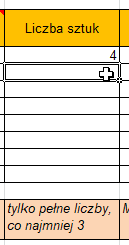 Liczba sztuk
4
tylko pełne liczby,
co najmniej 3